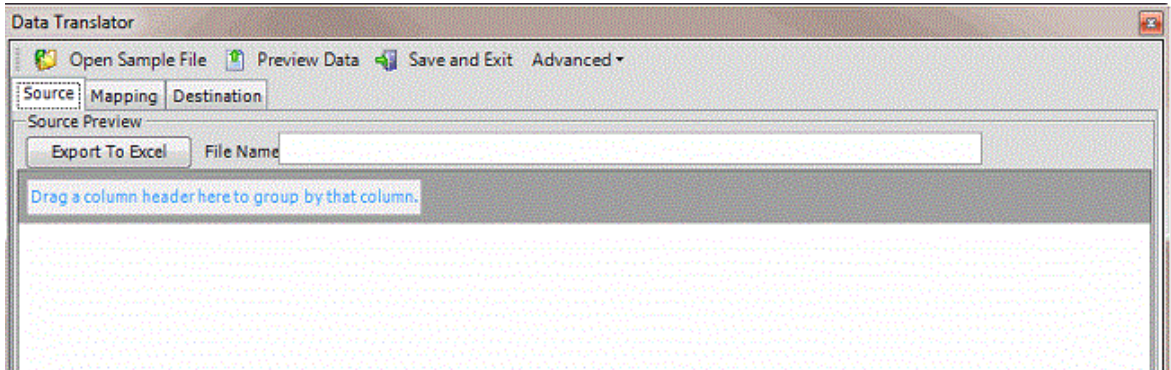 Data Translator
Open Sample File Preview Data Save and Exit Advanced
Source Mapping Destination
Source Preview
Export To Excel File Name
Drag a column header here to group by that column.